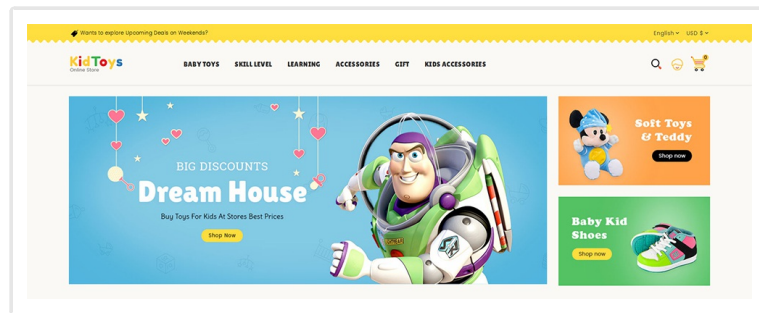 Wants to explore Upcoming Deals on Weekends?
English
USD $
KidToys
Online Store
BABY TOYS
SKILL LEVEL
LEARNING
ACCESSORIES
GIFT
KIDS ACCESSORIES
0
BIG DISCOUNTS
Dream House
Buy Toys For Kids At Stores Best Prices
Shop Now
Soft Toys
& Teddy
Shop now
Baby Kid
Shoes
Shop now